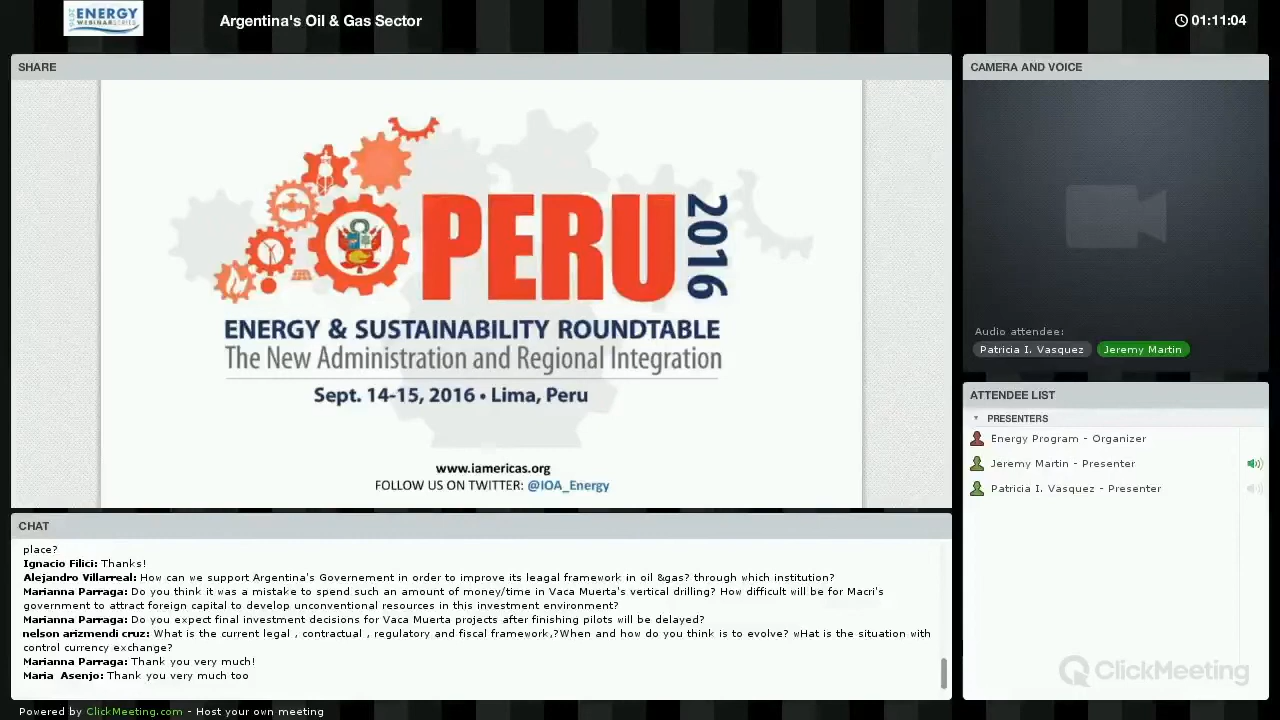 2016 ENERGY
WEBINAR SERIES
Argentina's Oil & Gas Sector
01:11:04
SHARE
PERU 2016
ENERGY & SUSTAINABILITY ROUNDTABLE
The New Administration and Regional Integration
Sept. 14-15, 2016 • Lima, Peru
www.iamericas.org
FOLLOW US ON TWITTER: @IOA_Energy
CHAT
place?
Ignacio Filici: Thanks!
Alejandro Villarreal: How can we support Argentina's Governement in order to improve its leagal framework in oil &gas? through which institution?
Marianna Parraga: Do you think it was a mistake to spend such an amount of money/time in Vaca Muerta's vertical drilling? How difficult will be for Macri's
government to attract foreign capital to develop unconventional resources in this investment environment?
Marianna Parraga: Do you expect final investment decisions for Vaca Muerta projects after finishing pilots will be delayed?
nelson arizmendi cruz: What is the current legal , contractual , regulatory and fiscal framework,?When and how do you think is to evolve? wHat is the situation with
control currency exchange?
Marianna Parraga: Thank you very much!
Maria Asenjo: Thank you very much too
CAMERA AND VOICE
Audio attendee:
Patricia I. Vasquez Jeremy Martin
ATTENDEE LIST
PRESENTERS
Energy Program - Organizer
Jeremy Martin - Presenter
Patricia I. Vasquez - Presenter
ClickMeeting
Powered by ClickMeeting.com - Host your own meeting